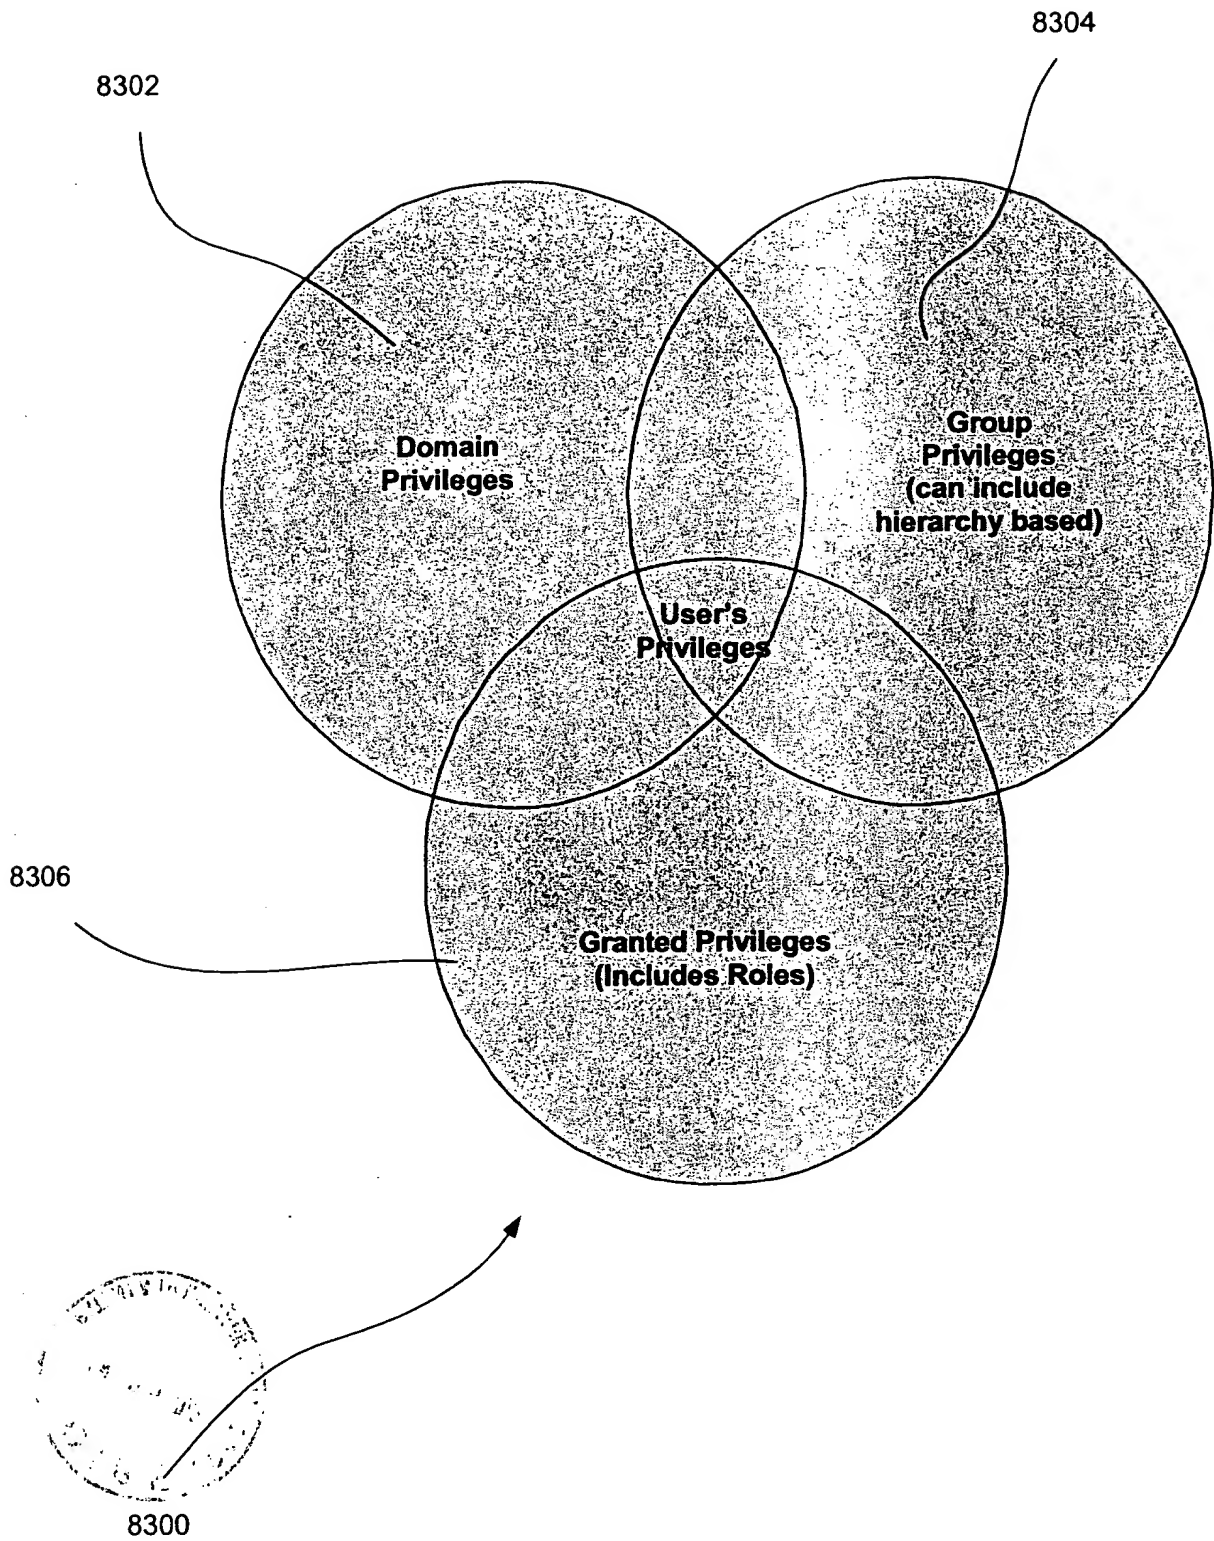 8304
8302
Domain
Privileges
Group
Privileges
(can include
hierarchy based)
User's
Privileges
8306
Granted Privileges
(Includes Roles)
8300